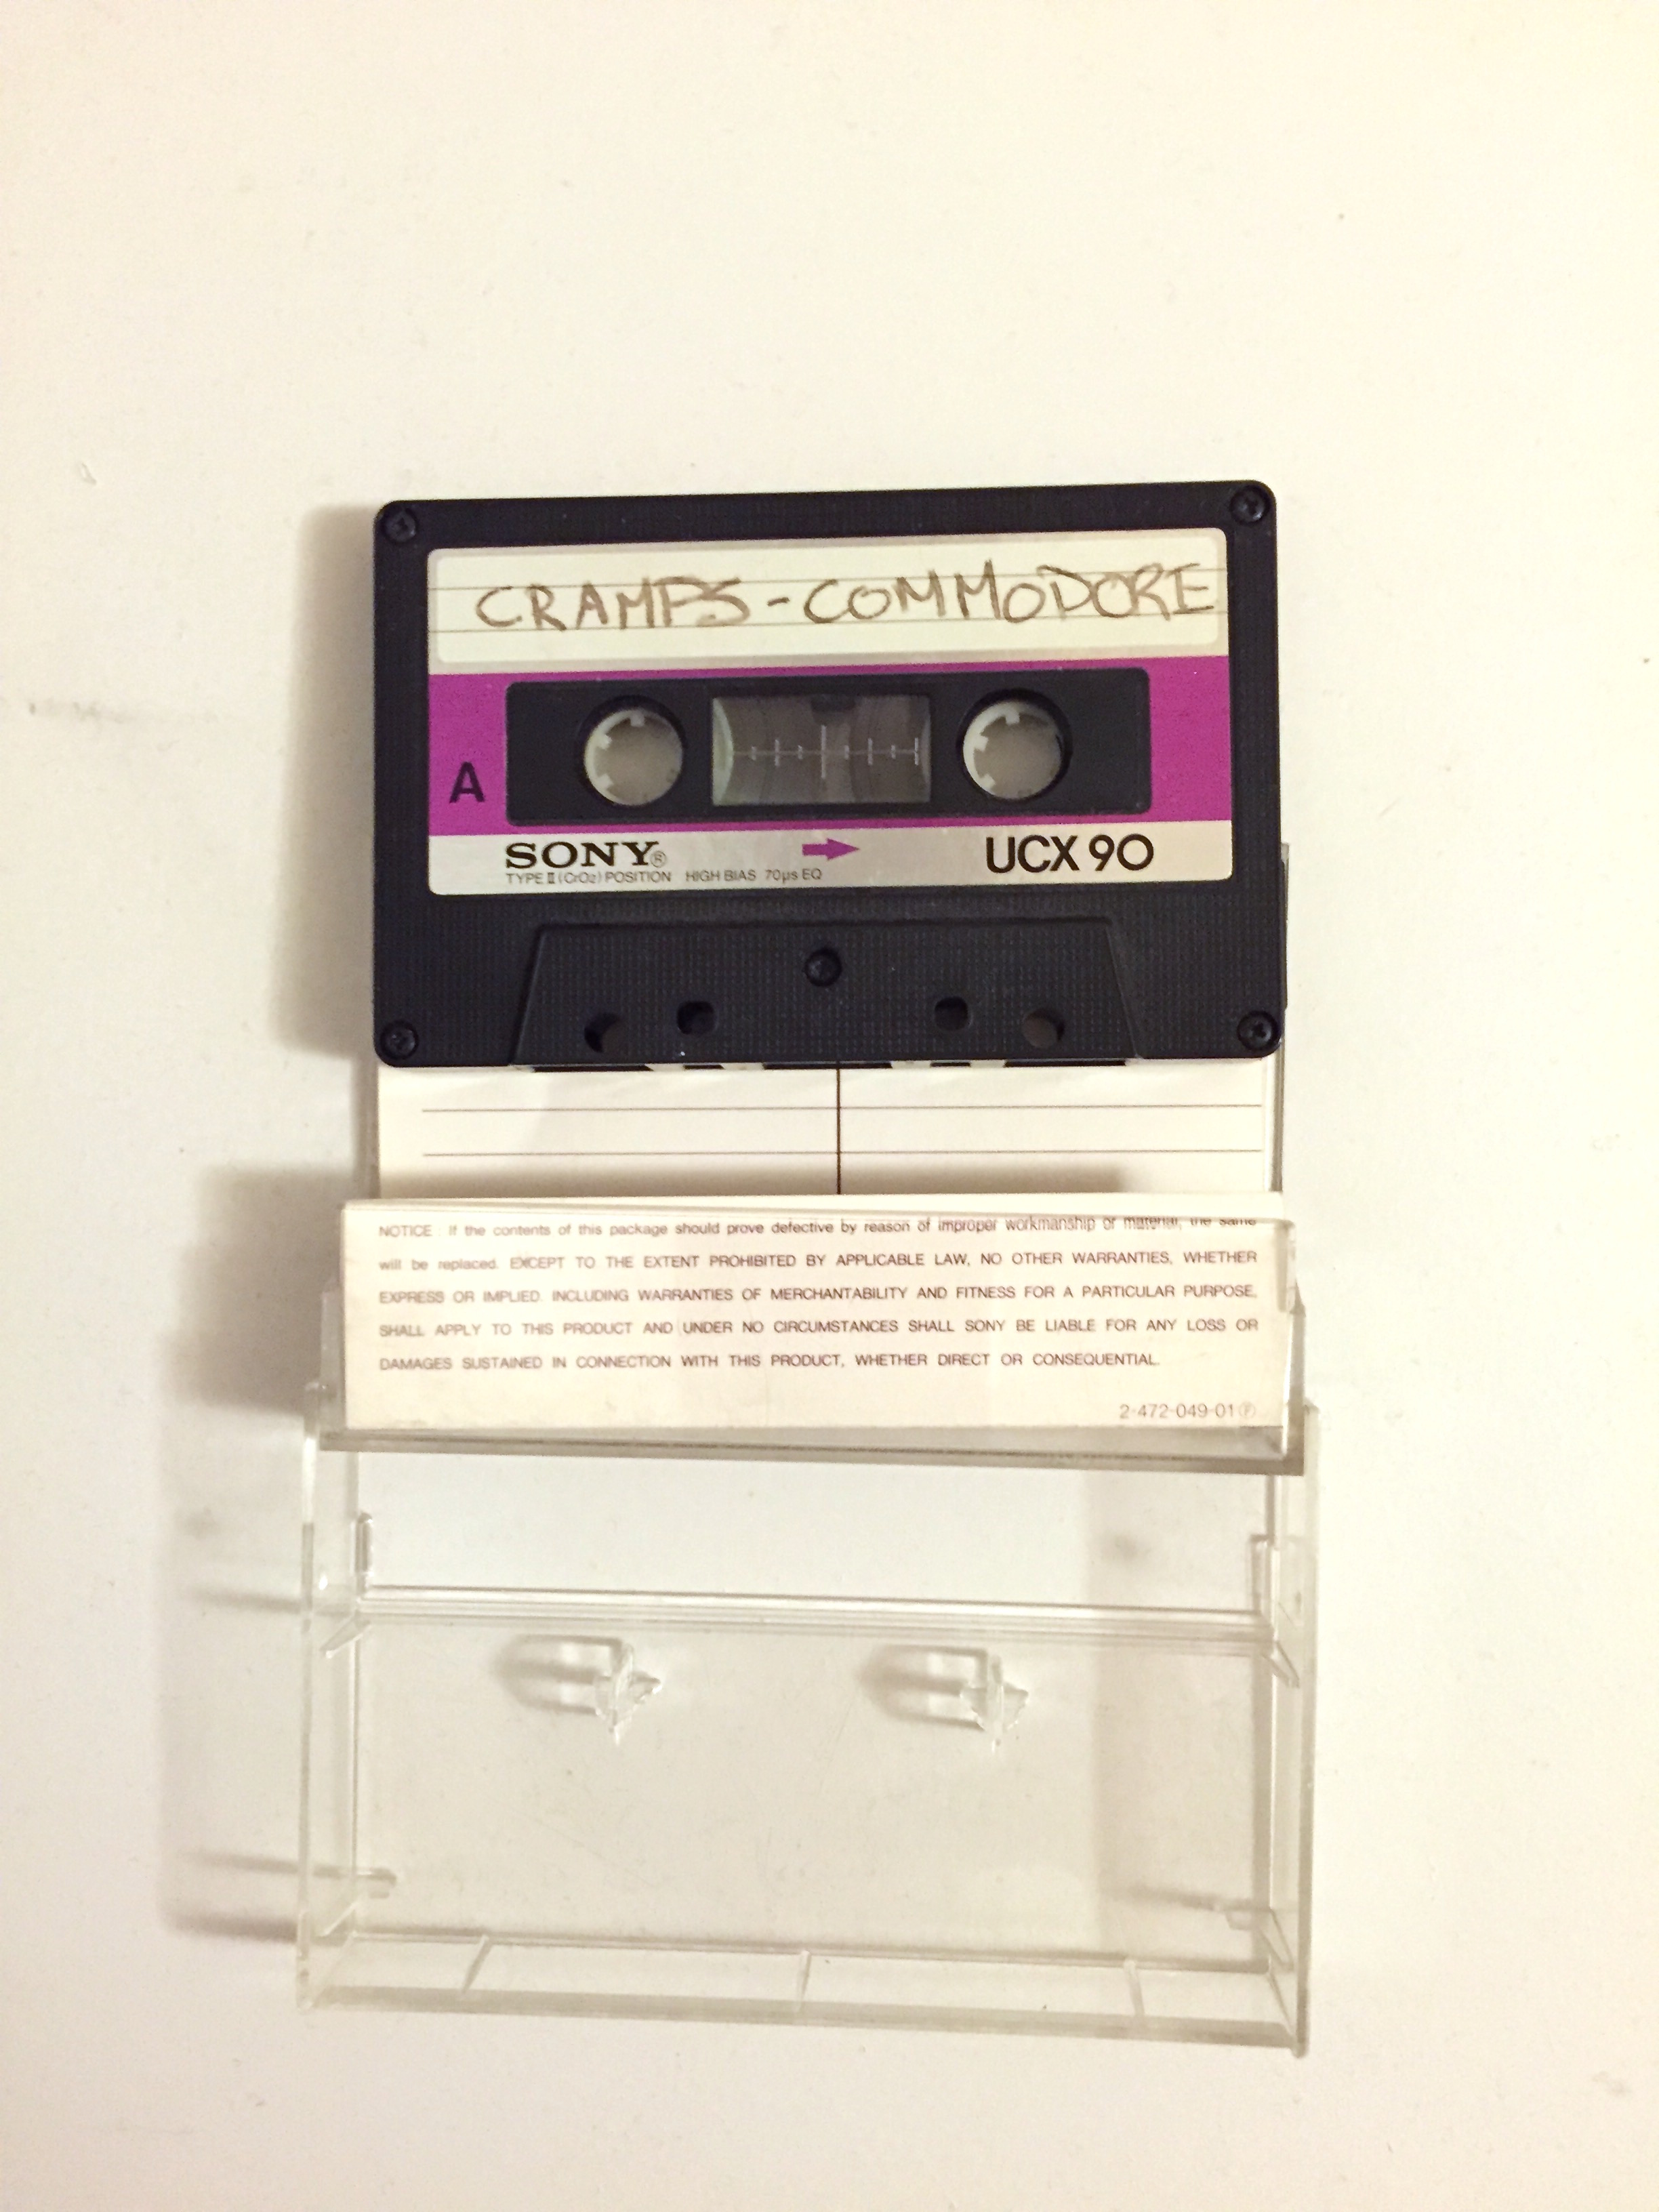 CRAMPS - COMMODORE
A
SONY® UCX 90
TYPE II (CrO2) POSITION HIGH BIAS 70µs EQ
NOTICE: If the contents of this package should prove defective by reason of improper workmanship or material, the same
will be replaced. EXCEPT TO THE EXTENT PROHIBITED BY APPLICABLE LAW, NO OTHER WARRANTIES, WHETHER
EXPRESS OR IMPLIED. INCLUDING WARRANTIES OF MERCHANTABILITY AND FITNESS FOR A PARTICULAR PURPOSE,
SHALL APPLY TO THIS PRODUCT AND UNDER NO CIRCUMSTANCES SHALL SONY BE LIABLE FOR ANY LOSS OR
DAMAGES SUSTAINED IN CONNECTION WITH THIS PRODUCT, WHETHER DIRECT OR CONSEQUENTIAL.
2-472-049-01 Ⓟ